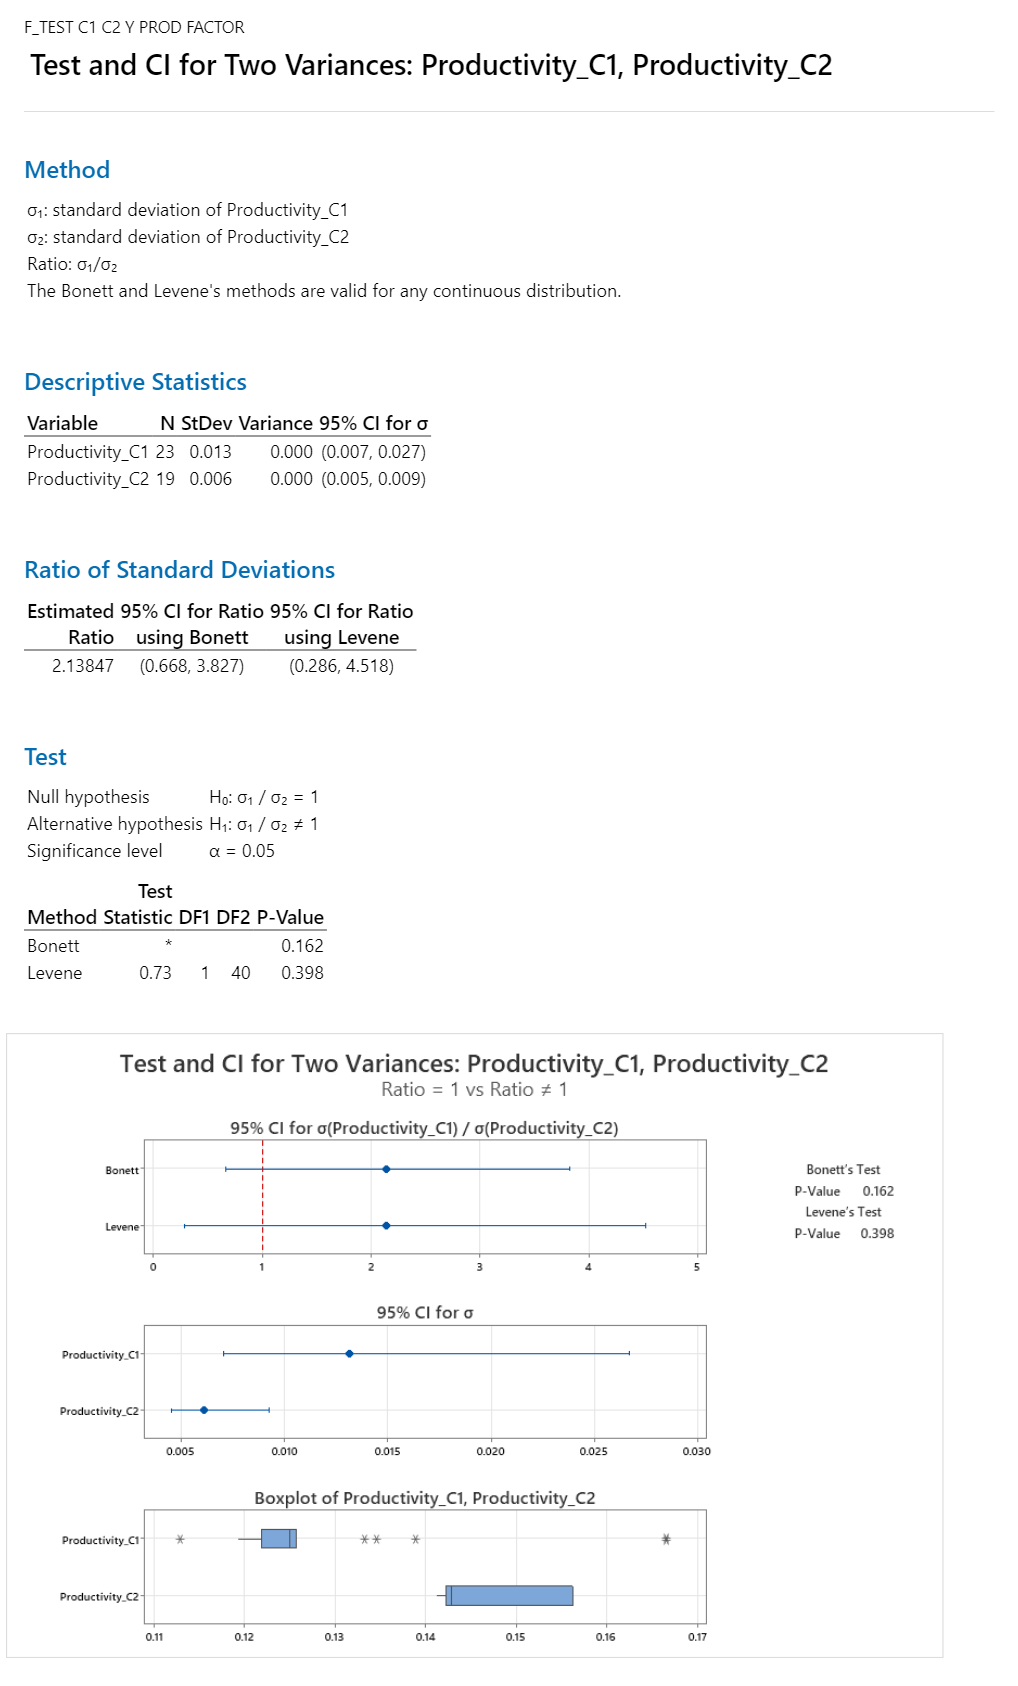 F_TEST C1 C2 Y PROD FACTOR
Test and CI for Two Variances: Productivity_C1, Productivity_C2
Method
σ₁: standard deviation of Productivity_C1
σ₂: standard deviation of Productivity_C2
Ratio: σ₁/σ₂
The Bonett and Levene's methods are valid for any continuous distribution.
Descriptive Statistics
Variable N StDev Variance 95% CI for σ
Productivity_C1 23 0.013 0.000 (0.007, 0.027)
Productivity_C2 19 0.006 0.000 (0.005, 0.009)
Ratio of Standard Deviations
Estimated 95% CI for Ratio 95% CI for Ratio
Ratio using Bonett using Levene
2.13847 (0.668, 3.827) (0.286, 4.518)
Test
Null hypothesis H₀: σ₁ / σ₂ = 1
Alternative hypothesis H₁: σ₁ / σ₂ ≠ 1
Significance level α = 0.05
Test
Method Statistic DF1 DF2 P-Value
Bonett * 0.162
Levene 0.73 1 40 0.398
Test and CI for Two Variances: Productivity_C1, Productivity_C2
Ratio = 1 vs Ratio ≠ 1
95% CI for σ(Productivity_C1) / σ(Productivity_C2)
Bonett
Levene
0 1 2 3 4 5
Bonett's Test
P-Value 0.162
Levene's Test
P-Value 0.398
95% CI for σ
Productivity_C1
Productivity_C2
0.005 0.010 0.015 0.020 0.025 0.030
Boxplot of Productivity_C1, Productivity_C2
Productivity_C1
Productivity_C2
0.11 0.12 0.13 0.14 0.15 0.16 0.17